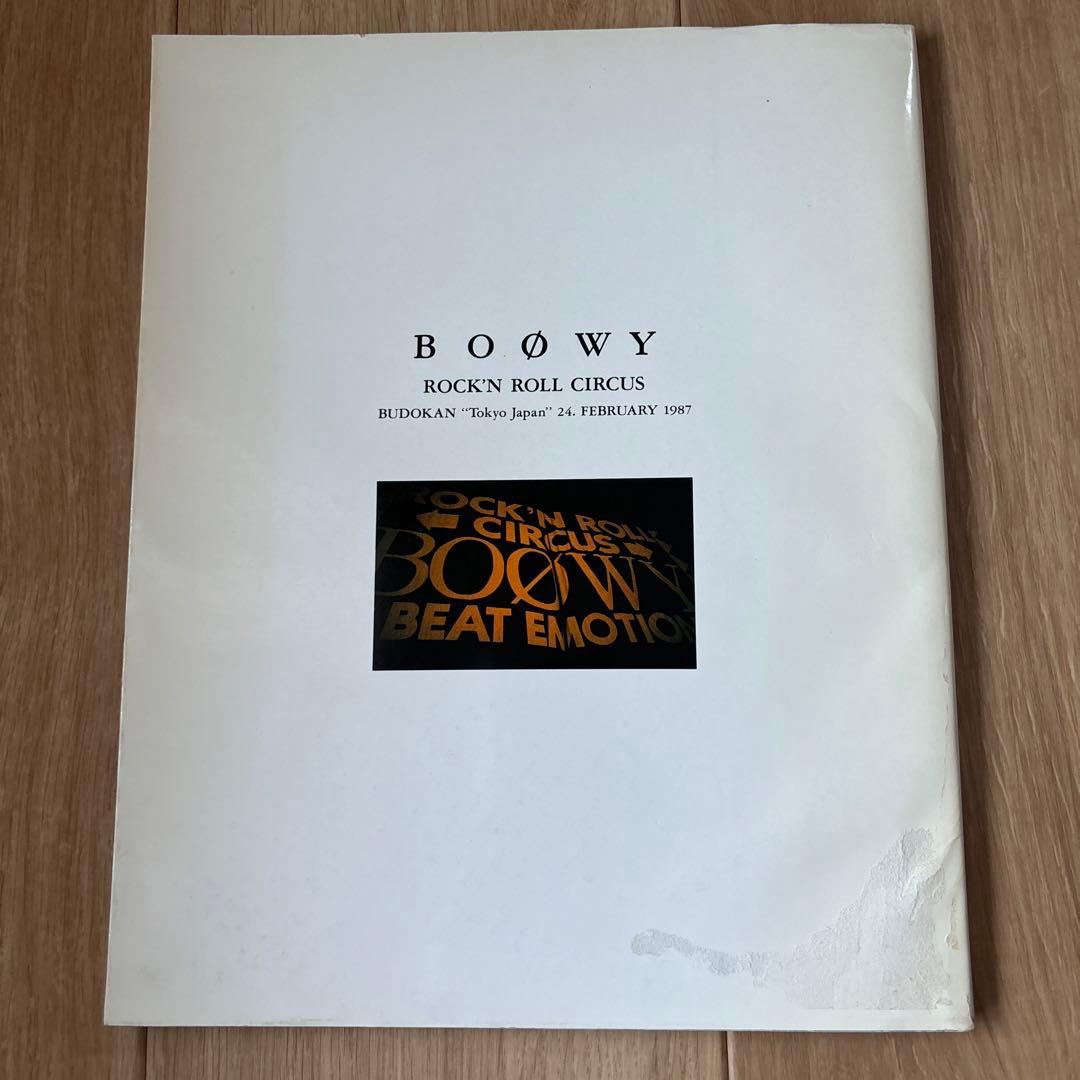 BOØWY
ROCK'N ROLL CIRCUS
BUDOKAN “Tokyo Japan” 24. FEBRUARY 1987
ROCK'N ROLL
CIRCUS
BOØWY
BEAT EMOTION